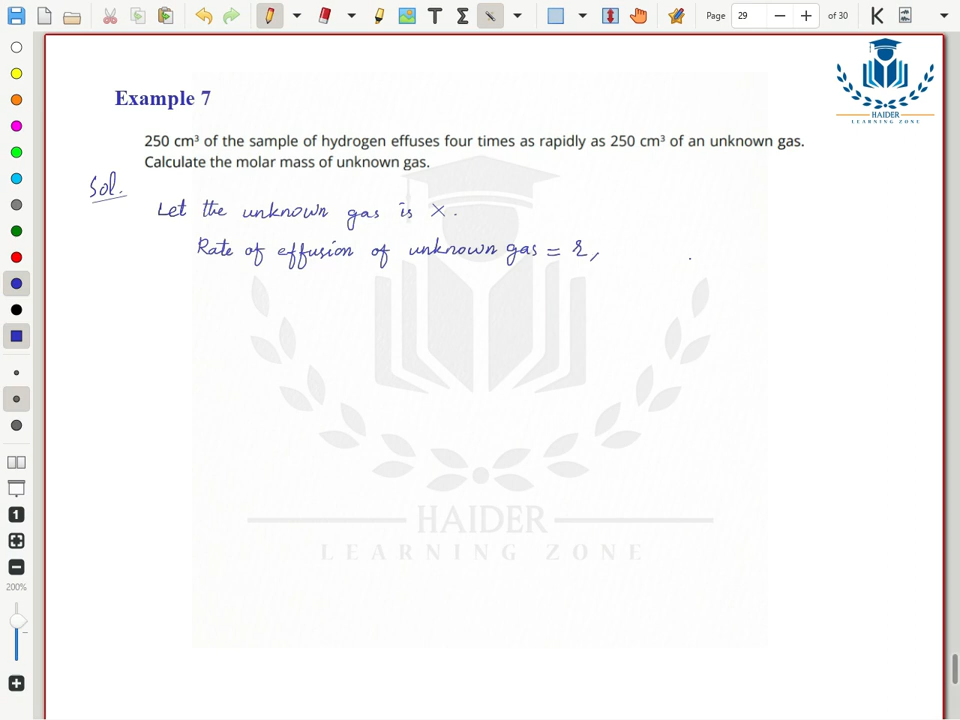 Page 29 of 30
HAIDER
LEARNING ZONE
Example 7
250 cm³ of the sample of hydrogen effuses four times as rapidly as 250 cm³ of an unknown gas.
Calculate the molar mass of unknown gas.
Sol.
Let the unknown gas is X.
Rate of effusion of unknown gas = r,
HAIDER
LEARNING ZONE
200%